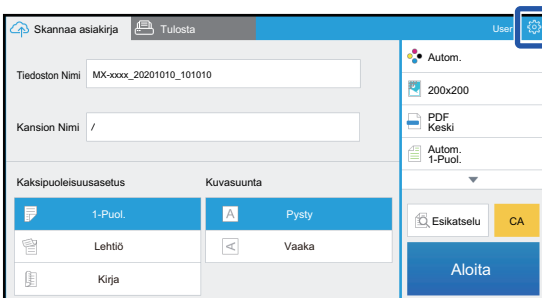 Skannaa asiakirja
Tulosta
User
Tiedoston Nimi
MX-xxxx_20201010_101010
Kansion Nimi
/
Kaksipuoleisuusasetus
Kuvasuunta
1-Puol.
A
Pysty
Lehtiö
A
Vaaka
Kirja
Autom.
200x200
PDF
Keski
Autom.
1-Puol.
Esikatselu
CA
Aloita